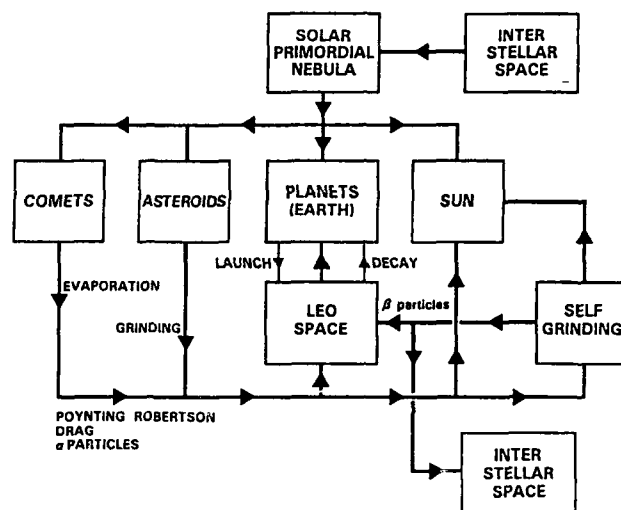 SOLAR
PRIMORDIAL
NEBULA
INTER
STELLAR
SPACE
COMETS
ASTEROIDS
PLANETS
(EARTH)
SUN
LAUNCH
DECAY
EVAPORATION
GRINDING
LEO
SPACE
β particles
SELF
GRINDING
POYNTING ROBERTSON
DRAG
α PARTICLES
INTER
STELLAR
SPACE